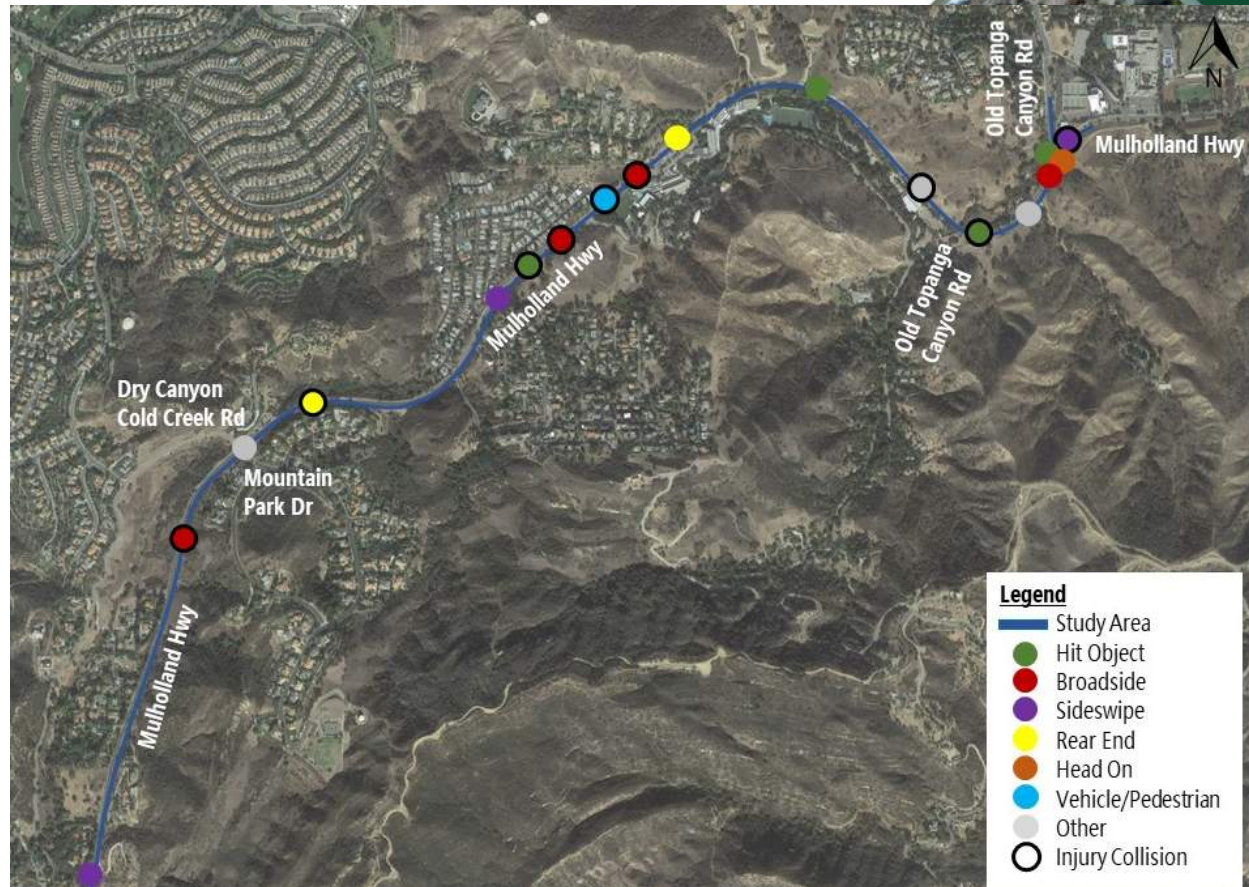 Old Topanga
Canyon Rd
N
Mulholland Hwy
Mulholland Hwy
Old Topanga
Canyon Rd
Dry Canyon
Cold Creek Rd
Mountain
Park Dr
Mulholland Hwy
Legend
Study Area
Hit Object
Broadside
Sideswipe
Rear End
Head On
Vehicle/Pedestrian
Other
Injury Collision